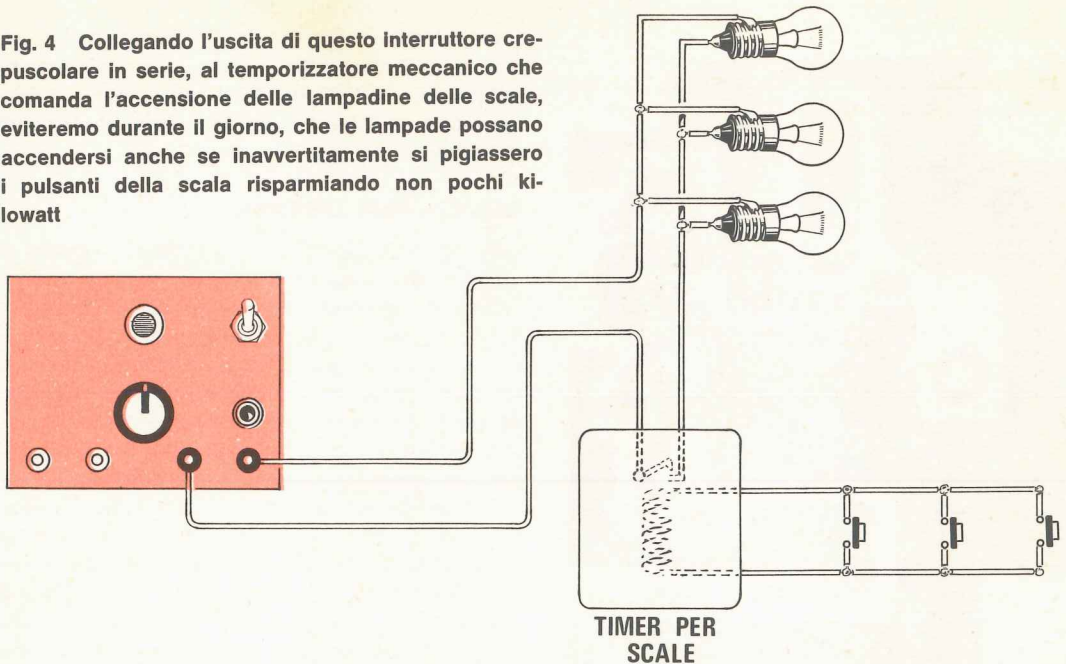 Fig. 4 Collegando l'uscita di questo interruttore cre-
puscolare in serie, al temporizzatore meccanico che
comanda l'accensione delle lampadine delle scale,
eviteremo durante il giorno, che le lampade possano
accendersi anche se inavvertitamente si pigiassero
i pulsanti della scala risparmiando non pochi ki-
lowatt
TIMER PER
SCALE